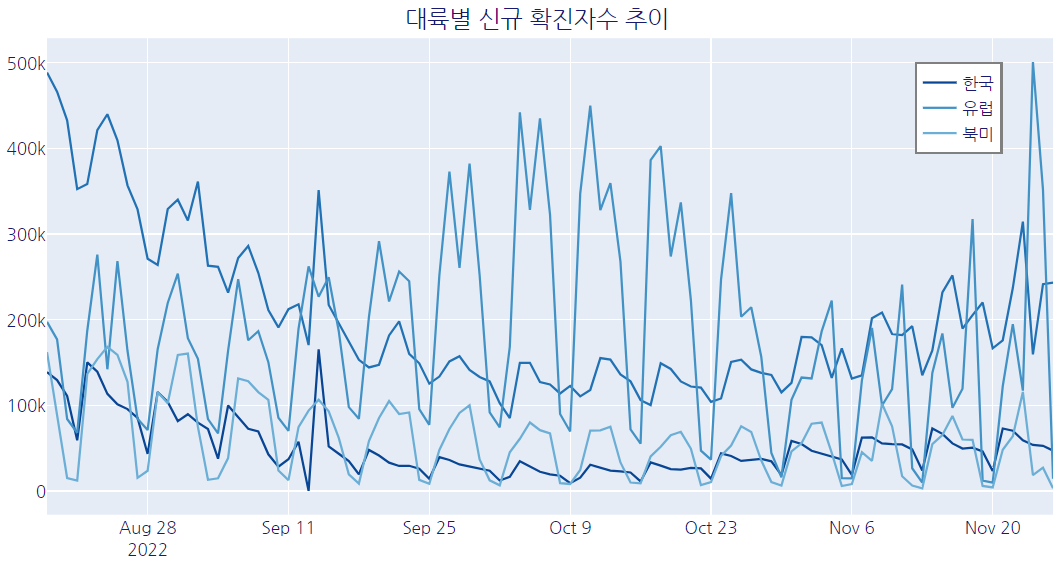 대륙별 신규 확진자수 추이
500k
400k
300k
200k
100k
0
한국
유럽
북미
Aug 28
2022
Sep 11
Sep 25
Oct 9
Oct 23
Nov 6
Nov 20